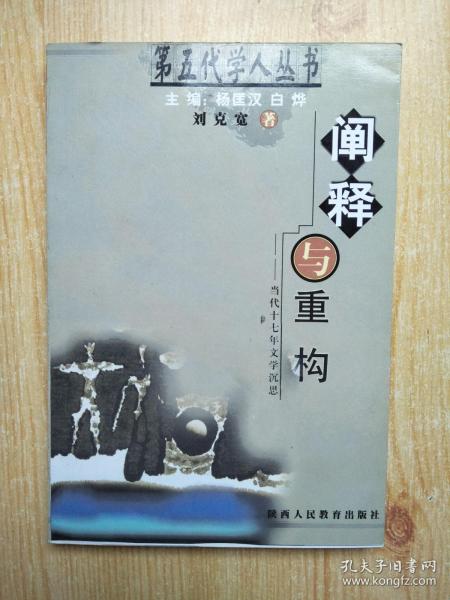 第五代学人丛书
主编：杨匡汉 白烨
刘克宽 著
阐释与重构
——当代十七年文学沉思
陕西人民教育出版社
孔夫子旧书网
www.kongfz.com